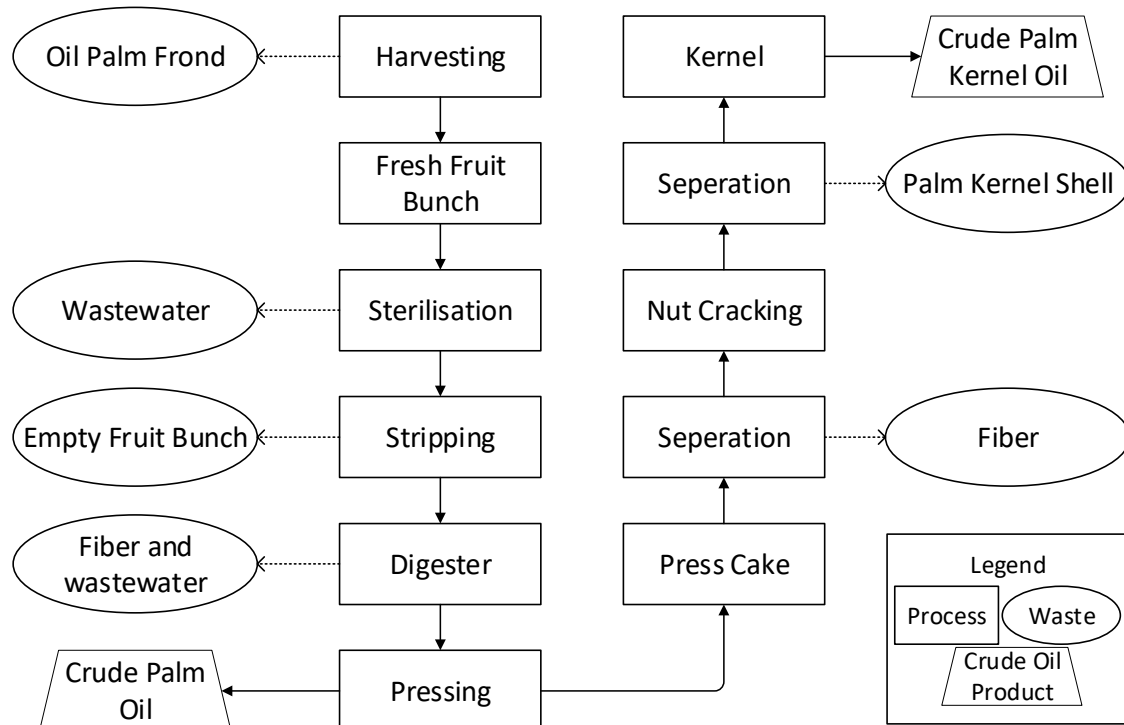 Oil Palm Frond
Harvesting
Kernel
Crude Palm
Kernel Oil
Fresh Fruit
Bunch
Seperation
Palm Kernel Shell
Wastewater
Sterilisation
Nut Cracking
Empty Fruit Bunch
Stripping
Seperation
Fiber
Fiber and
wastewater
Digester
Press Cake
Crude Palm
Oil
Pressing
Legend
Process
Waste
Crude Oil
Product